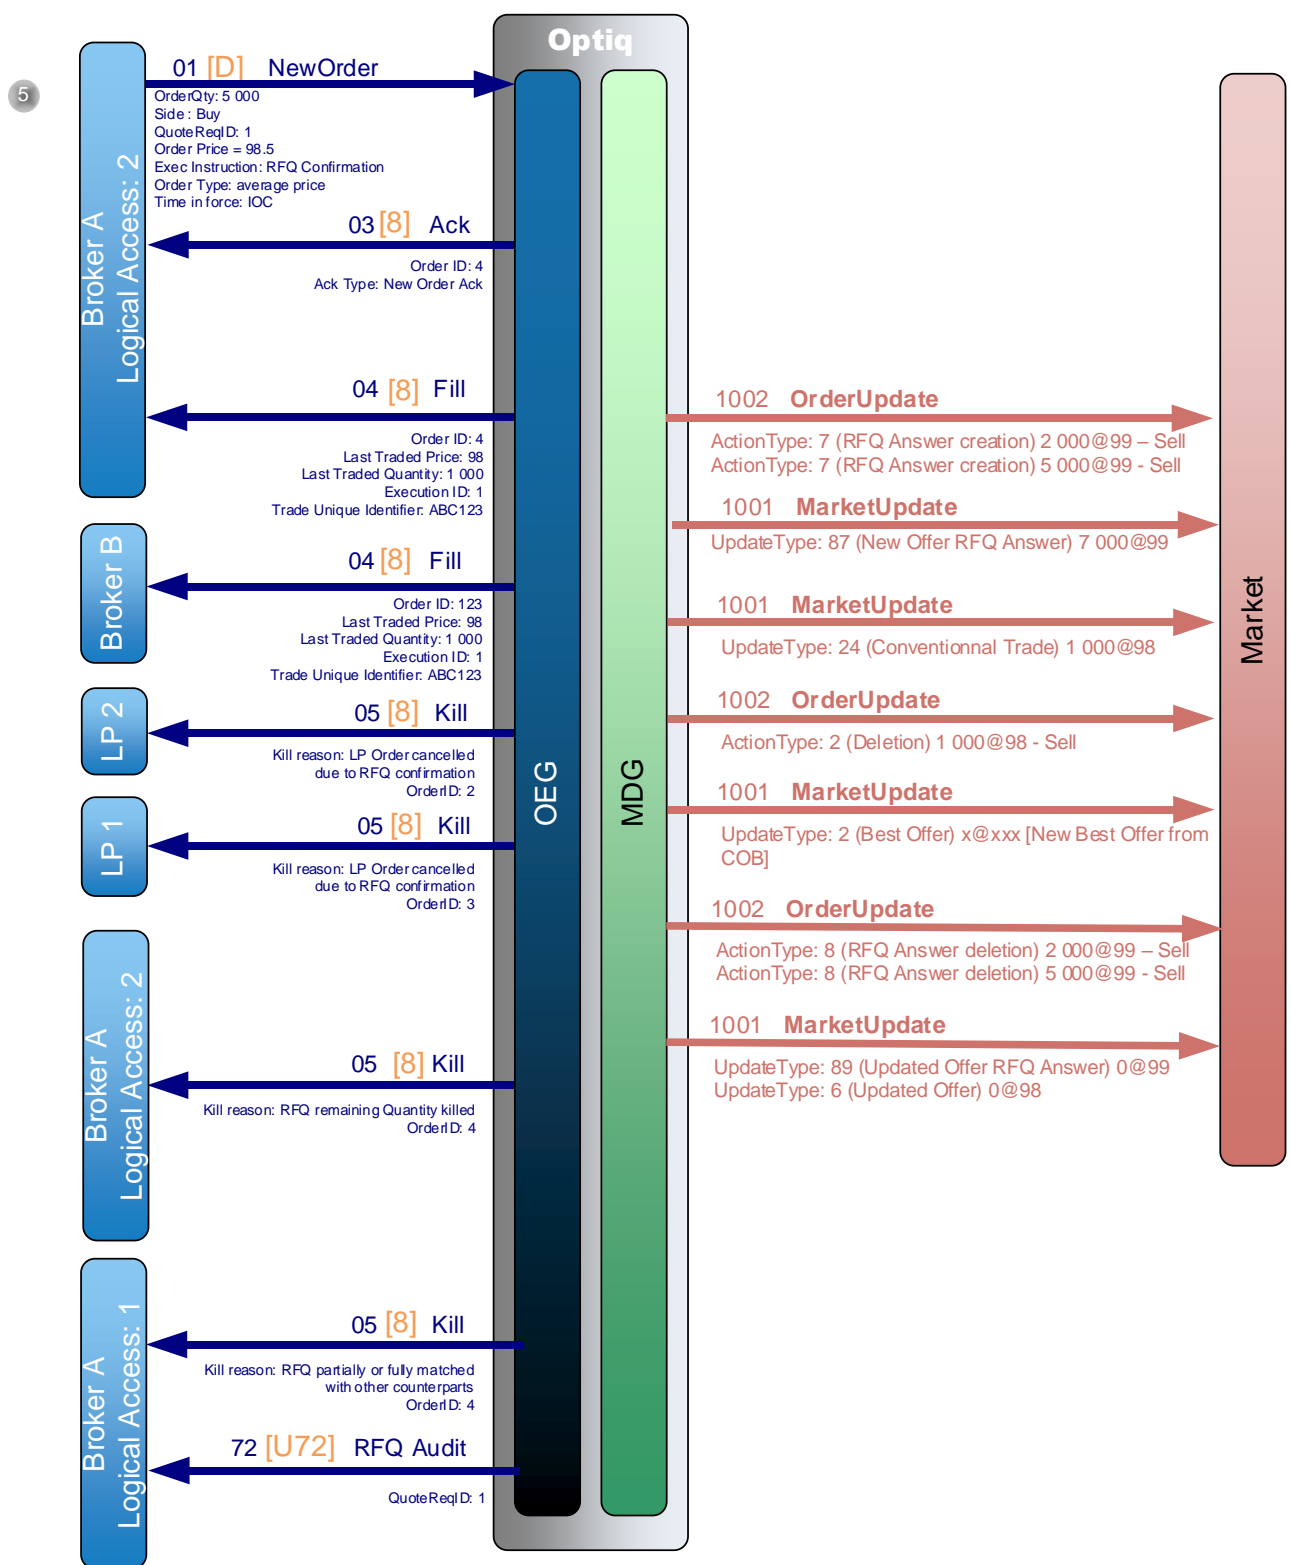 Optiq
5
01 [D] NewOrder
OrderQty: 5 000
Side : Buy
QuoteReqID: 1
Order Price = 98.5
Exec Instruction: RFQ Confirmation
Order Type: average price
Time in force: IOC
03 [8] Ack
Order ID: 4
Ack Type: New Order Ack
Broker A
Logical Access: 2
04 [8] Fill
Order ID: 4
Last Traded Price: 98
Last Traded Quantity: 1 000
Execution ID: 1
Trade Unique Identifier: ABC123
Broker B
04 [8] Fill
Order ID: 123
Last Traded Price: 98
Last Traded Quantity: 1 000
Execution ID: 1
Trade Unique Identifier: ABC123
LP 2
05 [8] Kill
Kill reason: LP Order cancelled
due to RFQ confirmation
OrderID: 2
LP 1
05 [8] Kill
Kill reason: LP Order cancelled
due to RFQ confirmation
OrderID: 3
Broker A
Logical Access: 2
05 [8] Kill
Kill reason: RFQ remaining Quantity killed
OrderID: 4
Broker A
Logical Access: 1
05 [8] Kill
Kill reason: RFQ partially or fully matched
with other counterparts
OrderID: 4
72 [U72] RFQ Audit
QuoteReqID: 1
OEG
MDG
1002 OrderUpdate
ActionType: 7 (RFQ Answer creation) 2 000@99 – Sell
ActionType: 7 (RFQ Answer creation) 5 000@99 - Sell
1001 MarketUpdate
UpdateType: 87 (New Offer RFQ Answer) 7 000@99
1001 MarketUpdate
UpdateType: 24 (Conventionnal Trade) 1 000@98
1002 OrderUpdate
ActionType: 2 (Deletion) 1 000@98 - Sell
1001 MarketUpdate
UpdateType: 2 (Best Offer) x@xxx [New Best Offer from
COB]
1002 OrderUpdate
ActionType: 8 (RFQ Answer deletion) 2 000@99 – Sell
ActionType: 8 (RFQ Answer deletion) 5 000@99 - Sell
1001 MarketUpdate
UpdateType: 89 (Updated Offer RFQ Answer) 0@99
UpdateType: 6 (Updated Offer) 0@98
Market